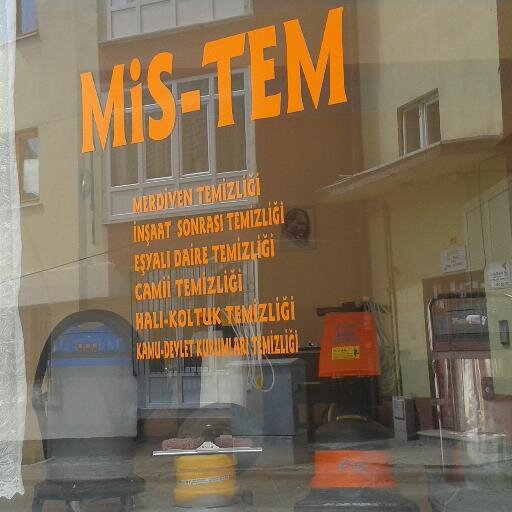 MiS-TEM
MERDİVEN TEMİZLİĞİ
İNŞAAT SONRASI TEMİZLİĞİ
EŞYALI DAİRE TEMİZLİĞİ
CAMİİ TEMİZLİĞİ
HALI-KOLTUK TEMİZLİĞİ
KAMU-DEVLET KURUMLARI TEMİZLİĞİ